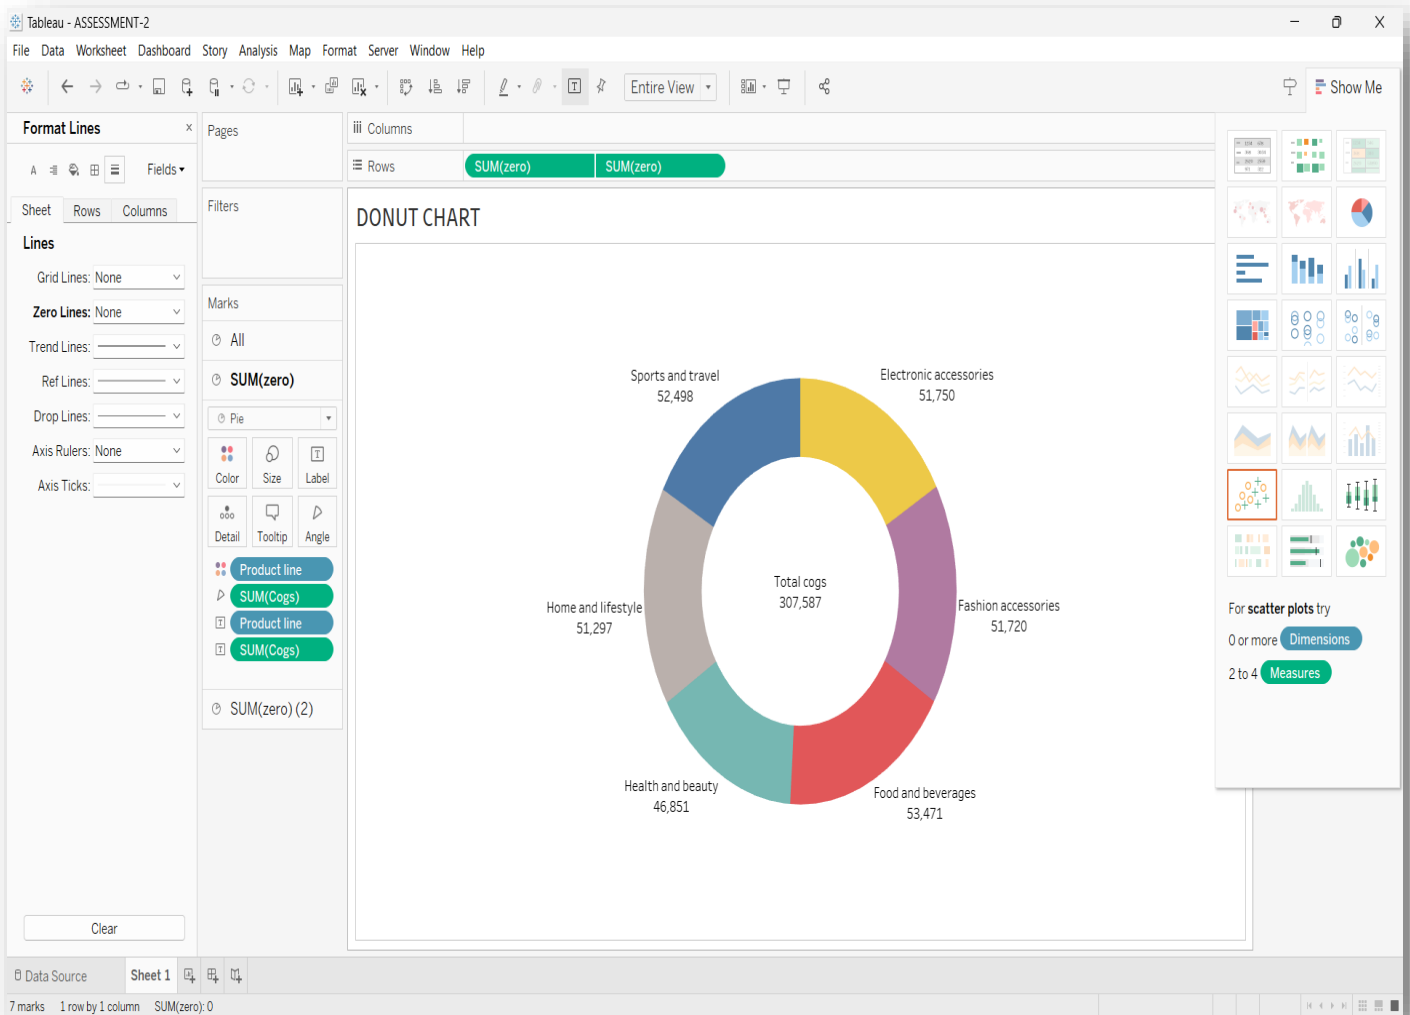 Tableau - ASSESSMENT-2
File Data Worksheet Dashboard Story Analysis Map Format Server Window Help
Entire View
Show Me
Format Lines
Fields
Sheet Rows Columns
Lines
Grid Lines: None
Zero Lines: None
Trend Lines:
Ref Lines:
Drop Lines:
Axis Rulers: None
Axis Ticks:
Clear
Pages
Filters
Marks
All
SUM(zero)
Pie
Color Size Label
Detail Tooltip Angle
Product line
SUM(Cogs)
Product line
SUM(Cogs)
SUM(zero) (2)
Columns
Rows SUM(zero) SUM(zero)
DONUT CHART
Sports and travel
52,498
Electronic accessories
51,750
Total cogs
307,587
Home and lifestyle
51,297
Fashion accessories
51,720
Health and beauty
46,851
Food and beverages
53,471
For scatter plots try
0 or more Dimensions
2 to 4 Measures
Data Source Sheet 1
7 marks 1 row by 1 column SUM(zero): 0